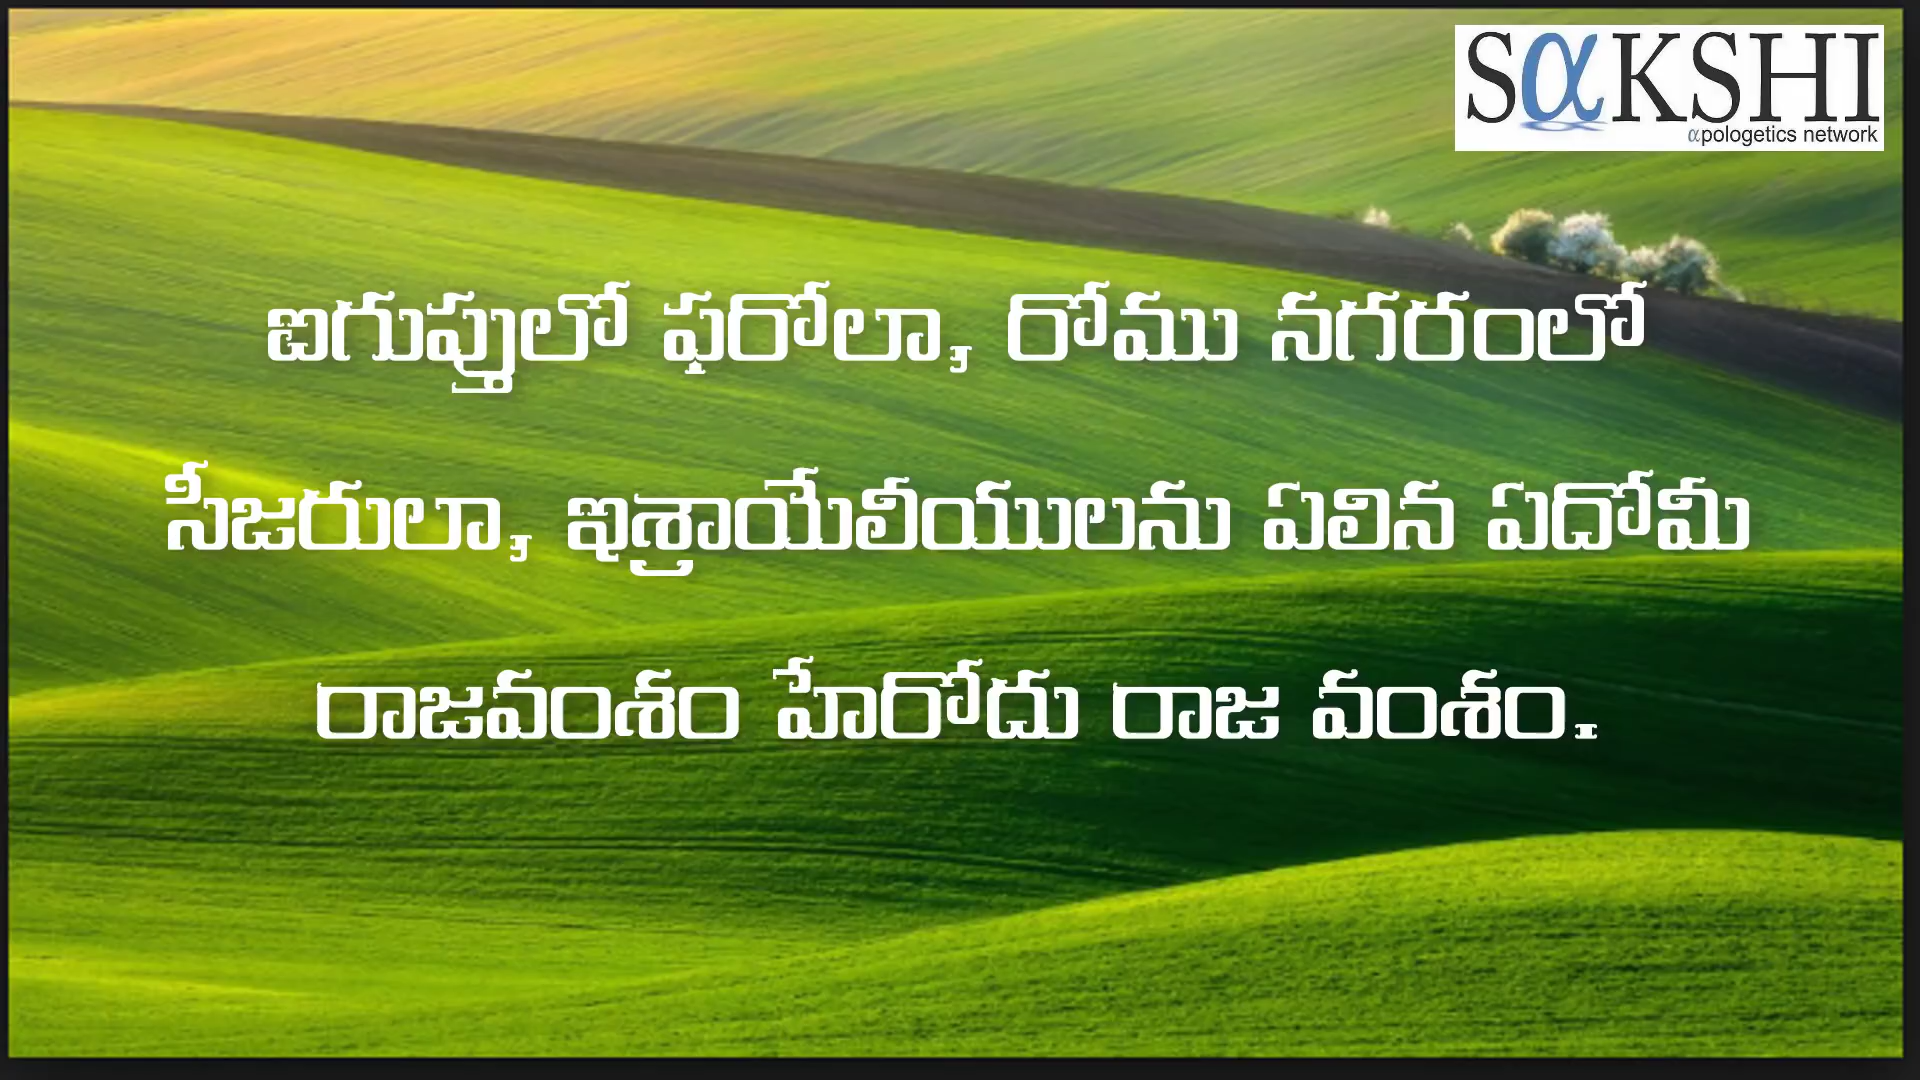 SαKSHI
αpologetics network
ఐగుప్తులో ఫరోలా, రోము నగరంలో
సీజరులా, ఇశ్రాయేలీయులను ఏలిన ఏదోమీ
రాజవంశం హేరోదు రాజ వంశం.